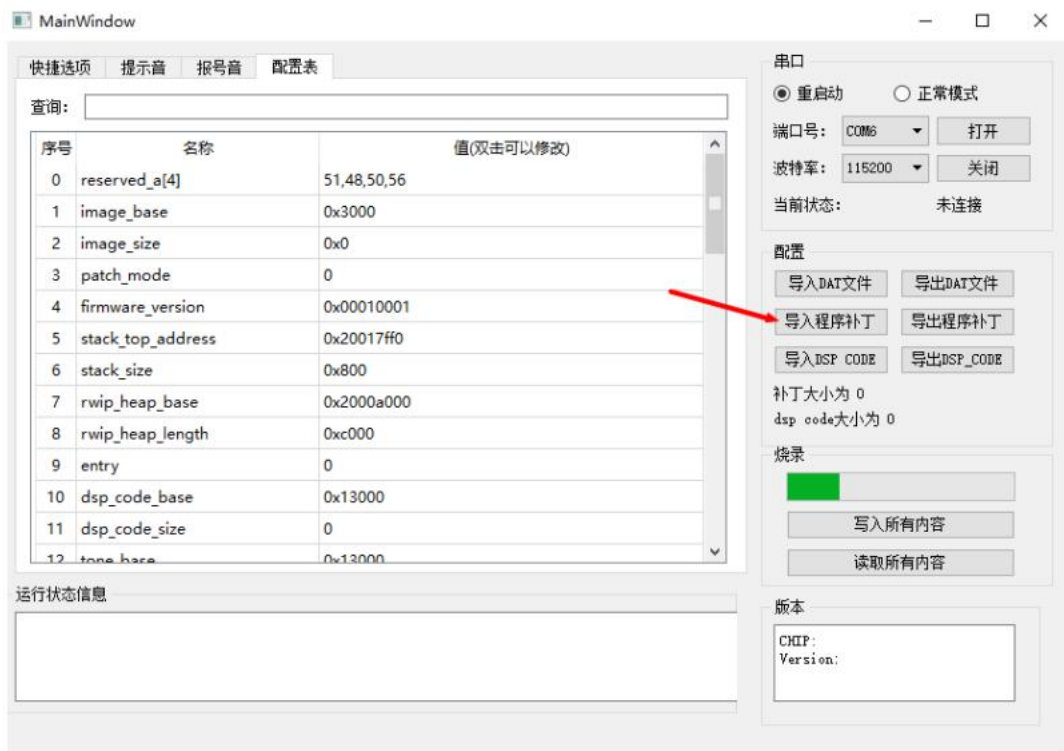 MainWindow
快捷选项 提示音 报号音 配置表
查询:
序号 名称 值(双击可以修改)
0 reserved_a[4] 51,48,50,56
1 image_base 0x3000
2 image_size 0x0
3 patch_mode 0
4 firmware_version 0x00010001
5 stack_top_address 0x20017ff0
6 stack_size 0x800
7 rwip_heap_base 0x2000a000
8 rwip_heap_length 0xc000
9 entry 0
10 dsp_code_base 0x13000
11 dsp_code_size 0
12 tone_base 0x13000
运行状态信息
串口
重启动 正常模式
端口号: COM6 打开
波特率: 115200 关闭
当前状态: 未连接
配置
导入DAT文件 导出DAT文件
导入程序补丁 导出程序补丁
导入DSP CODE 导出DSP_CODE
补丁大小为 0
dsp code大小为 0
烧录
写入所有内容
读取所有内容
版本
CHIP:
Version: